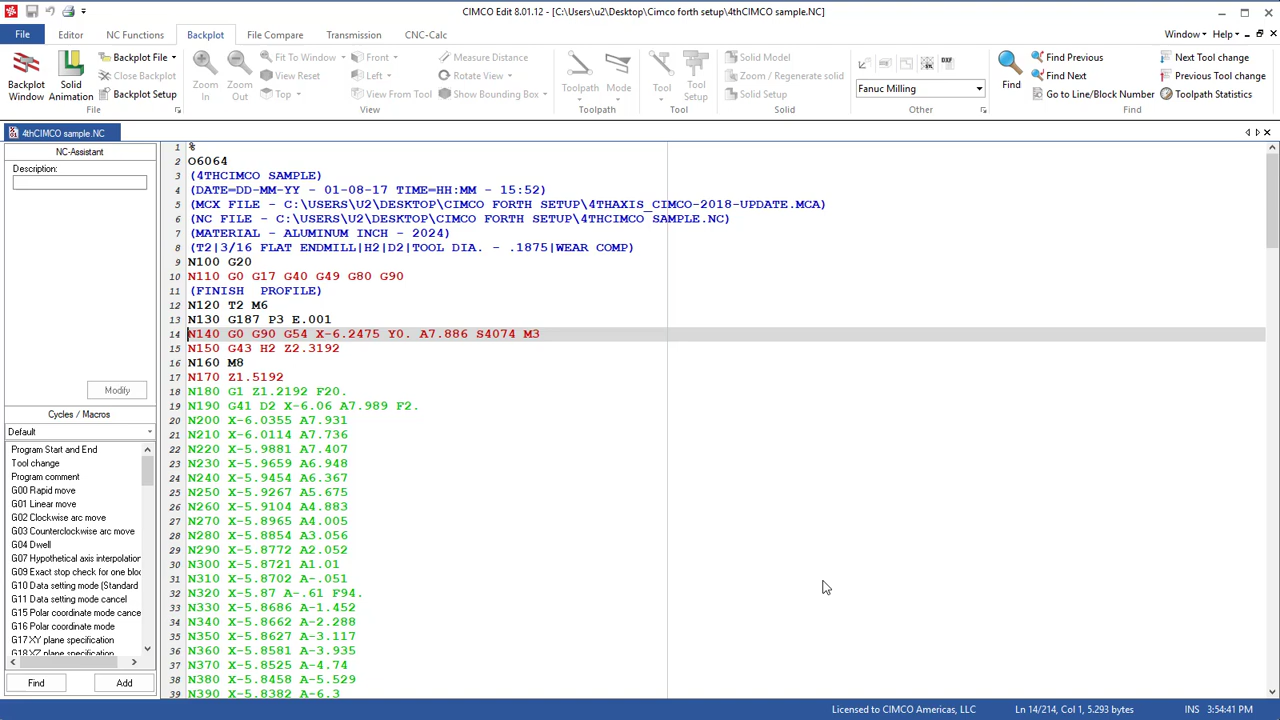 CIMCO Edit 8.01.12 - [C:\Users\u2\Desktop\Cimco forth setup\4thCIMCO sample.NC]
File Editor NC Functions Backplot File Compare Transmission CNC-Calc Window Help
Backplot Window
Solid Animation
Backplot File
Close Backplot
Backplot Setup
File
Zoom In
Zoom Out
Fit To Window
View Reset
Top
Front
Left
View From Tool
Measure Distance
Rotate View
Show Bounding Box
View
Toolpath
Mode
Toolpath
Tool
Tool Setup
Tool
Solid Model
Zoom / Regenerate solid
Solid Setup
Solid
DXF
Fanuc Milling
Other
Find
Find Previous
Find Next
Go to Line/Block Number
Next Tool change
Previous Tool change
Toolpath Statistics
Find
4thCIMCO sample.NC
NC-Assistant
Description:
Modify
Cycles / Macros
Default
Program Start and End
Tool change
Program comment
G00 Rapid move
G01 Linear move
G02 Clockwise arc move
G03 Counterclockwise arc move
G04 Dwell
G07 Hypothetical axis interpolation
G09 Exact stop check for one bloc
G10 Data setting mode (Standard
G11 Data setting mode cancel
G15 Polar coordinate mode cance
G16 Polar coordinate mode
G17 XY plane specification
G18 XZ plane specification
Find Add
1 %
2 O6064
3 (4THCIMCO SAMPLE)
4 (DATE=DD-MM-YY - 01-08-17 TIME=HH:MM - 15:52)
5 (MCX FILE - C:\USERS\U2\DESKTOP\CIMCO FORTH SETUP\4THAXIS_CIMCO-2018-UPDATE.MCA)
6 (NC FILE - C:\USERS\U2\DESKTOP\CIMCO FORTH SETUP\4THCIMCO_SAMPLE.NC)
7 (MATERIAL - ALUMINUM INCH - 2024)
8 (T2|3/16 FLAT ENDMILL|H2|D2|TOOL DIA. - .1875|WEAR COMP)
9 N100 G20
10 N110 G0 G17 G40 G49 G80 G90
11 (FINISH  PROFILE)
12 N120 T2 M6
13 N130 G187 P3 E.001
14 N140 G0 G90 G54 X-6.2475 Y0. A7.886 S4074 M3
15 N150 G43 H2 Z2.3192
16 N160 M8
17 N170 Z1.5192
18 N180 G1 Z1.2192 F20.
19 N190 G41 D2 X-6.06 A7.989 F2.
20 N200 X-6.0355 A7.931
21 N210 X-6.0114 A7.736
22 N220 X-5.9881 A7.407
23 N230 X-5.9659 A6.948
24 N240 X-5.9454 A6.367
25 N250 X-5.9267 A5.675
26 N260 X-5.9104 A4.883
27 N270 X-5.8965 A4.005
28 N280 X-5.8854 A3.056
29 N290 X-5.8772 A2.052
30 N300 X-5.8721 A1.01
31 N310 X-5.8702 A-.051
32 N320 X-5.87 A-.61 F94.
33 N330 X-5.8686 A-1.452
34 N340 X-5.8662 A-2.288
35 N350 X-5.8627 A-3.117
36 N360 X-5.8581 A-3.935
37 N370 X-5.8525 A-4.74
38 N380 X-5.8458 A-5.529
39 N390 X-5.8382 A-6.3
Licensed to CIMCO Americas, LLC Ln 14/214, Col 1, 5.293 bytes INS 3:54:41 PM